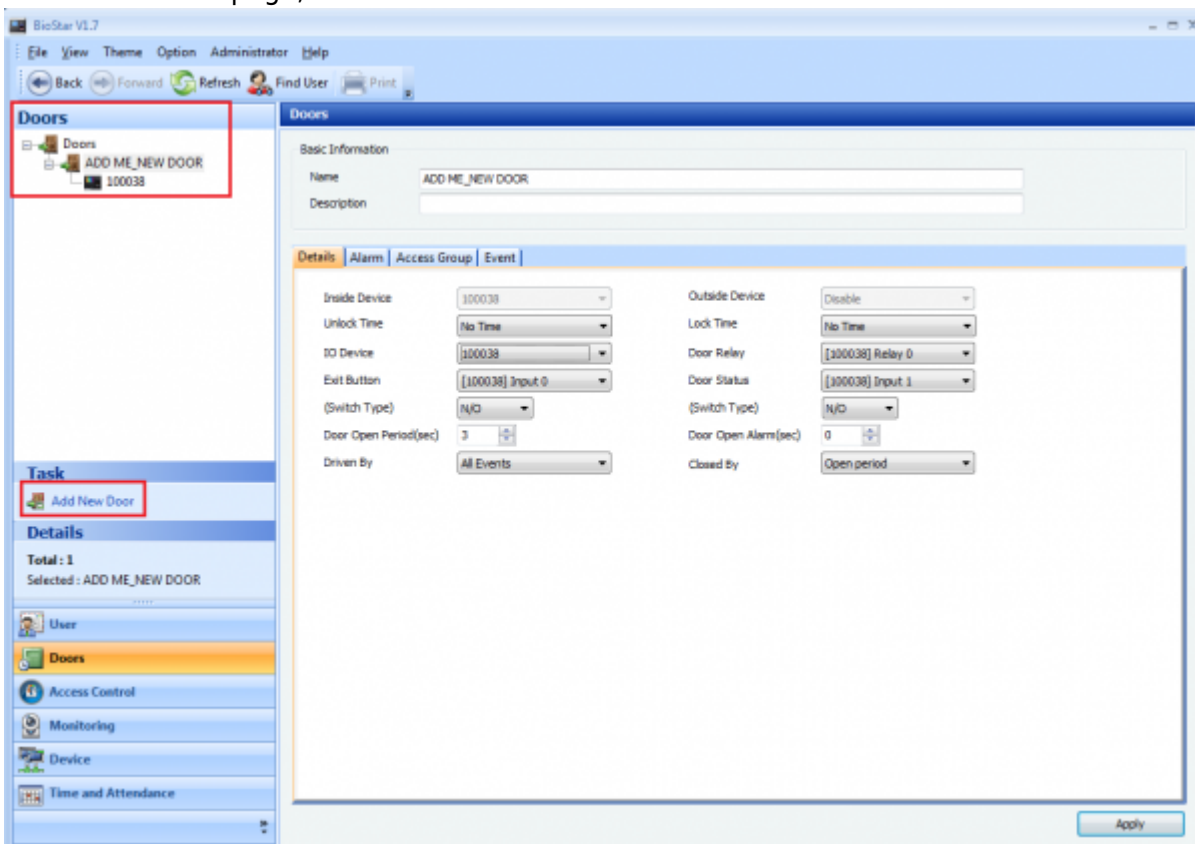 BioStar V1.7
File View Theme Option Administrator Help
Back Forward Refresh Find User Print
Doors
Doors
ADD ME_NEW DOOR
100038
Task
Add New Door
Details
Total : 1
Selected : ADD ME_NEW DOOR
User
Doors
Access Control
Monitoring
Device
Time and Attendance
Doors
Basic Information
Name ADD ME_NEW DOOR
Description
Details Alarm Access Group Event
Inside Device 100038 Outside Device Disable
Unlock Time No Time Lock Time No Time
IO Device 100038 Door Relay [100038] Relay 0
Exit Button [100038] Input 0 Door Status [100038] Input 1
(Switch Type) N/O (Switch Type) N/O
Door Open Period(sec) 3 Door Open Alarm(sec) 0
Driven By All Events Closed By Open period
Apply